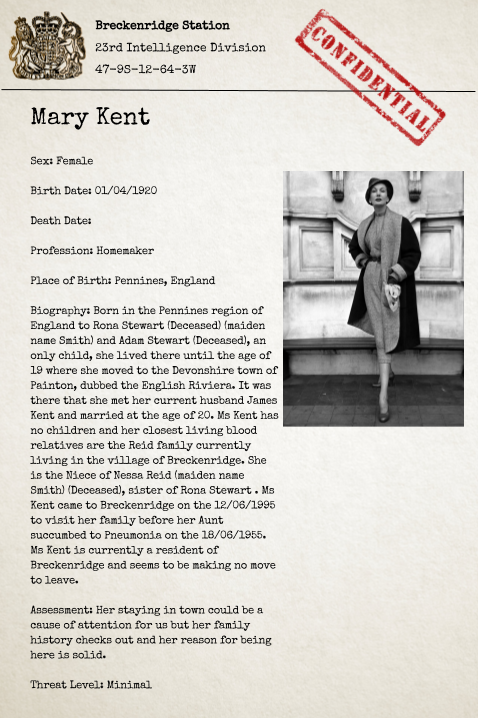 Breckenridge Station
23rd Intelligence Division
47-9S-12-64-3W
CONFIDENTIAL
Mary Kent
Sex: Female
Birth Date: 01/04/1920
Death Date:
Profession: Homemaker
Place of Birth: Pennines, England
Biography: Born in the Pennines region of
England to Rona Stewart (Deceased) (maiden
name Smith) and Adam Stewart (Deceased), an
only child, she lived there until the age of
19 where she moved to the Devonshire town of
Painton, dubbed the English Riviera. It was
there that she met her current husband James
Kent and married at the age of 20. Ms Kent has
no children and her closest living blood
relatives are the Reid family currently
living in the village of Breckenridge. She
is the Niece of Nessa Reid (maiden name
Smith) (Deceased), sister of Rona Stewart . Ms
Kent came to Breckenridge on the 12/06/1995
to visit her family before her Aunt
succumbed to Pneumonia on the 18/06/1955.
Ms Kent is currently a resident of
Breckenridge and seems to be making no move
to leave.
Assessment: Her staying in town could be a
cause of attention for us but her family
history checks out and her reason for being
here is solid.
Threat Level: Minimal